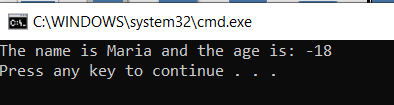 C:\WINDOWS\system32\cmd.exe
The name is Maria and the age is: -18
Press any key to continue . . .